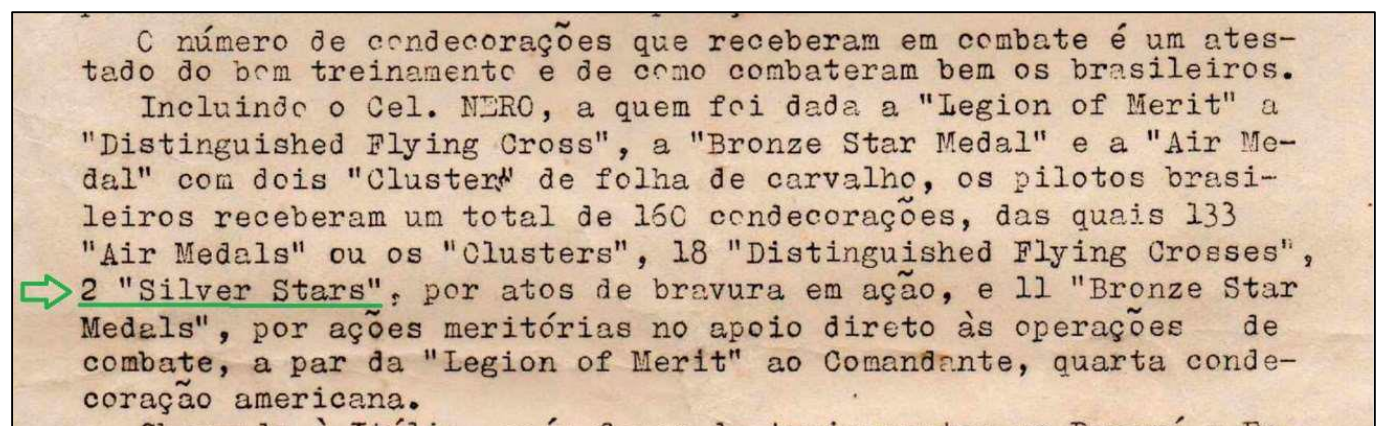 O número de condecorações que receberam em combate é um ates-
tado do bom treinamento e de como combateram bem os brasileiros.
Incluindo o Cel. NERO, a quem foi dada a "Legion of Merit" a
"Distinguished Flying Cross", a "Bronze Star Medal" e a "Air Me-
dal" com dois "Cluster" de folha de carvalho, os pilotos brasi-
leiros receberam um total de 160 condecorações, das quais 133
"Air Medals" ou os "Clusters", 18 "Distinguished Flying Crosses",
2 "Silver Stars", por atos de bravura em ação, e 11 "Bronze Star
Medals", por ações meritórias no apoio direto às operações de
combate, a par da "Legion of Merit" ao Comandante, quarta conde-
coração americana.